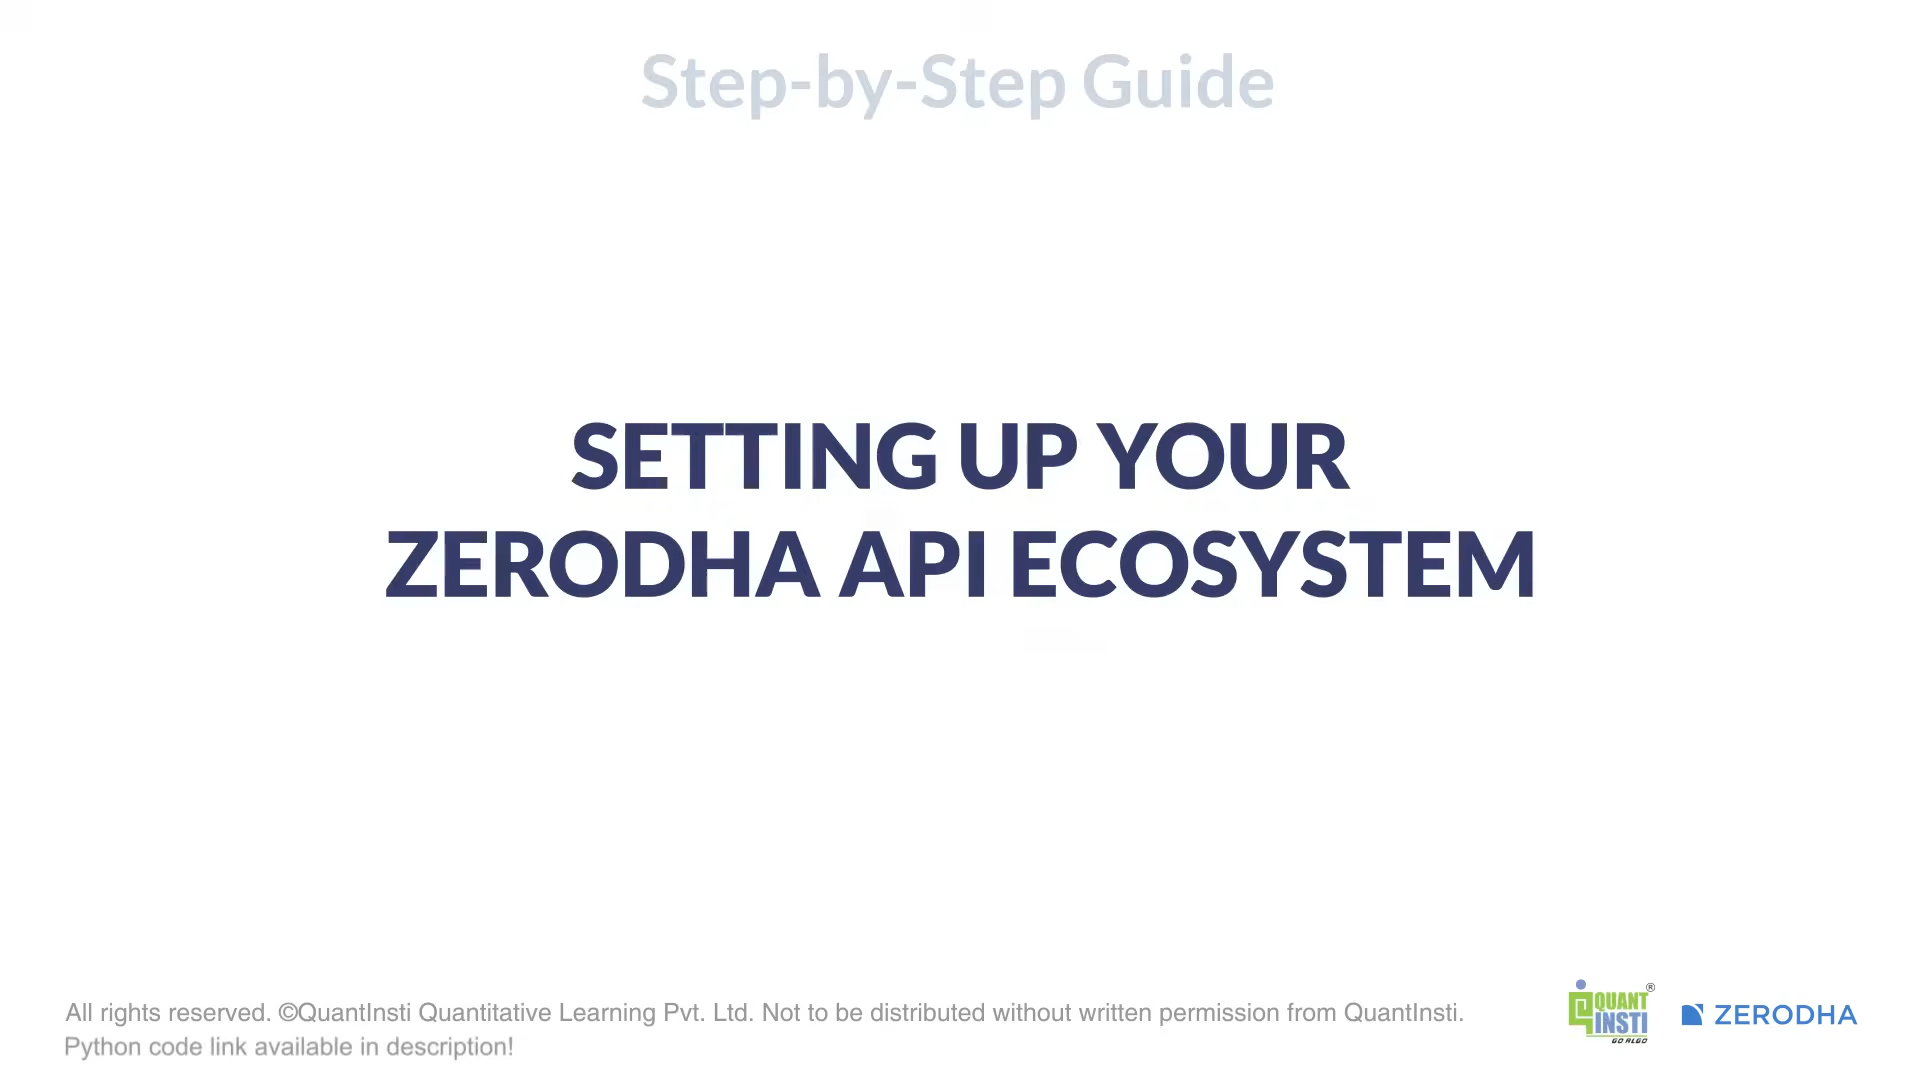 Step-by-Step Guide
SETTING UP YOUR
ZERODHA API ECOSYSTEM
All rights reserved. ©QuantInsti Quantitative Learning Pvt. Ltd. Not to be distributed without written permission from QuantInsti.
Python code link available in description!
QUANT®
INSTI
GO ALGO
ZERODHA